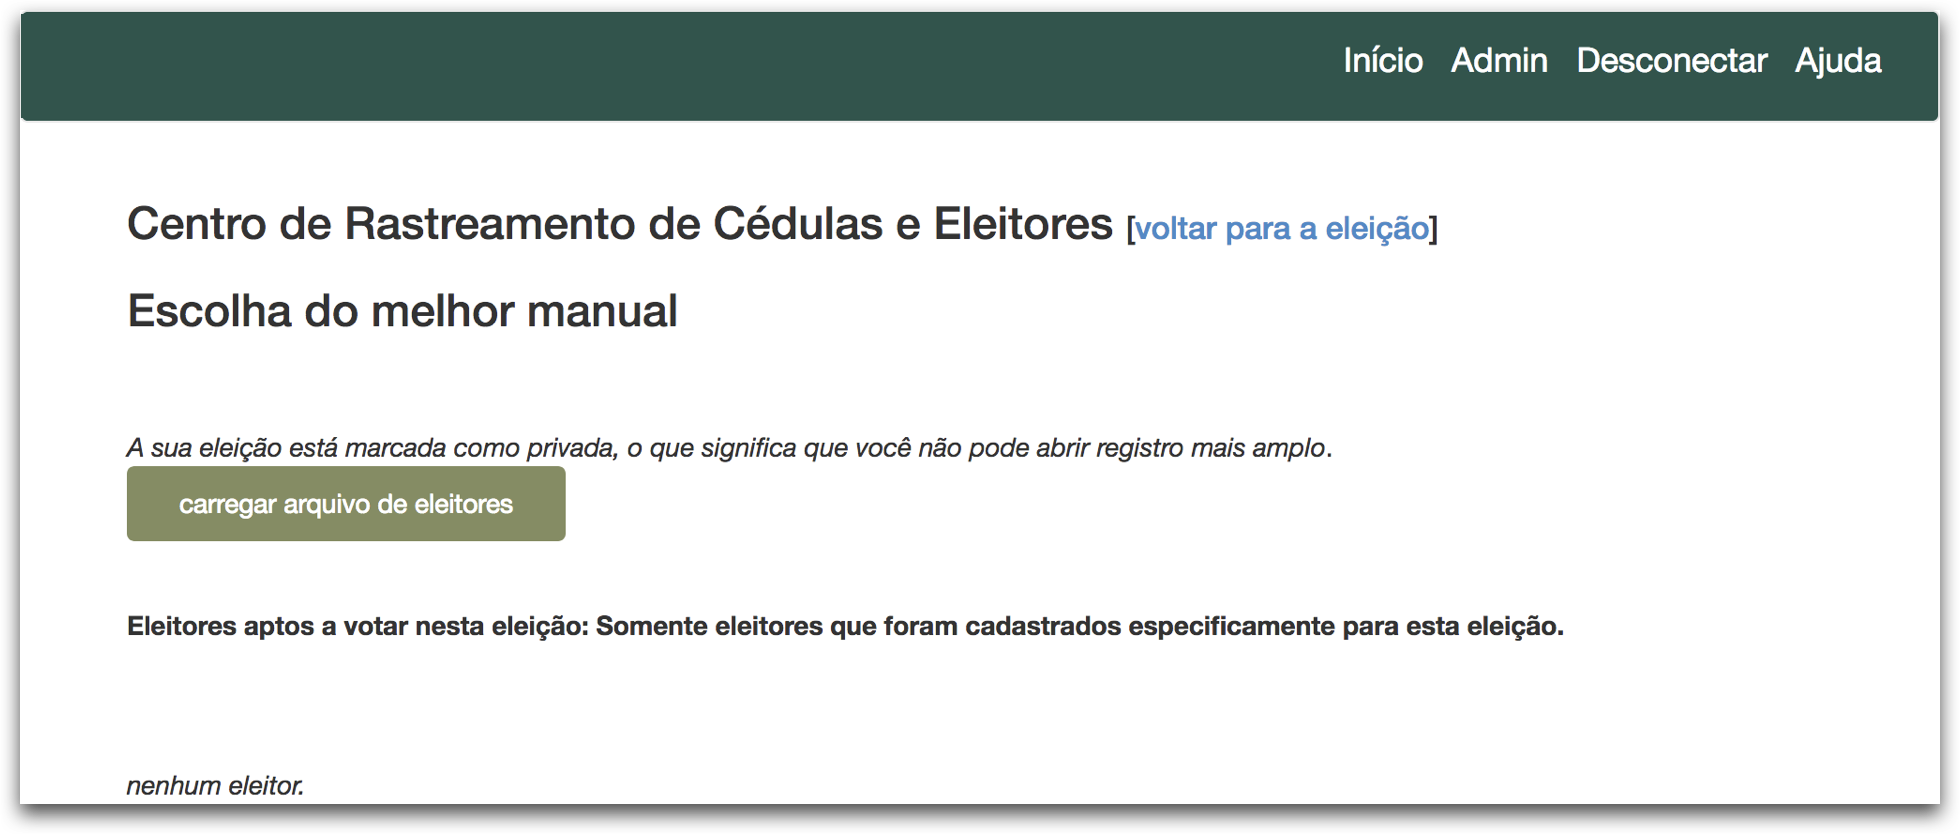 Início Admin Desconectar Ajuda
Centro de Rastreamento de Cédulas e Eleitores [voltar para a eleição]
Escolha do melhor manual
A sua eleição está marcada como privada, o que significa que você não pode abrir registro mais amplo.
carregar arquivo de eleitores
Eleitores aptos a votar nesta eleição: Somente eleitores que foram cadastrados especificamente para esta eleição.
nenhum eleitor.